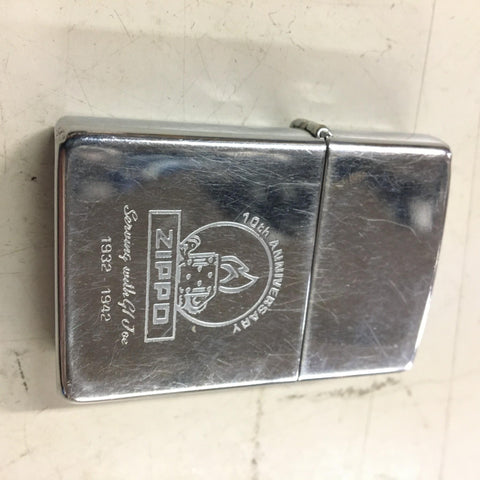 10th ANNIVERSARY
ZIPPO
Serving with GI Joe
1932 1942